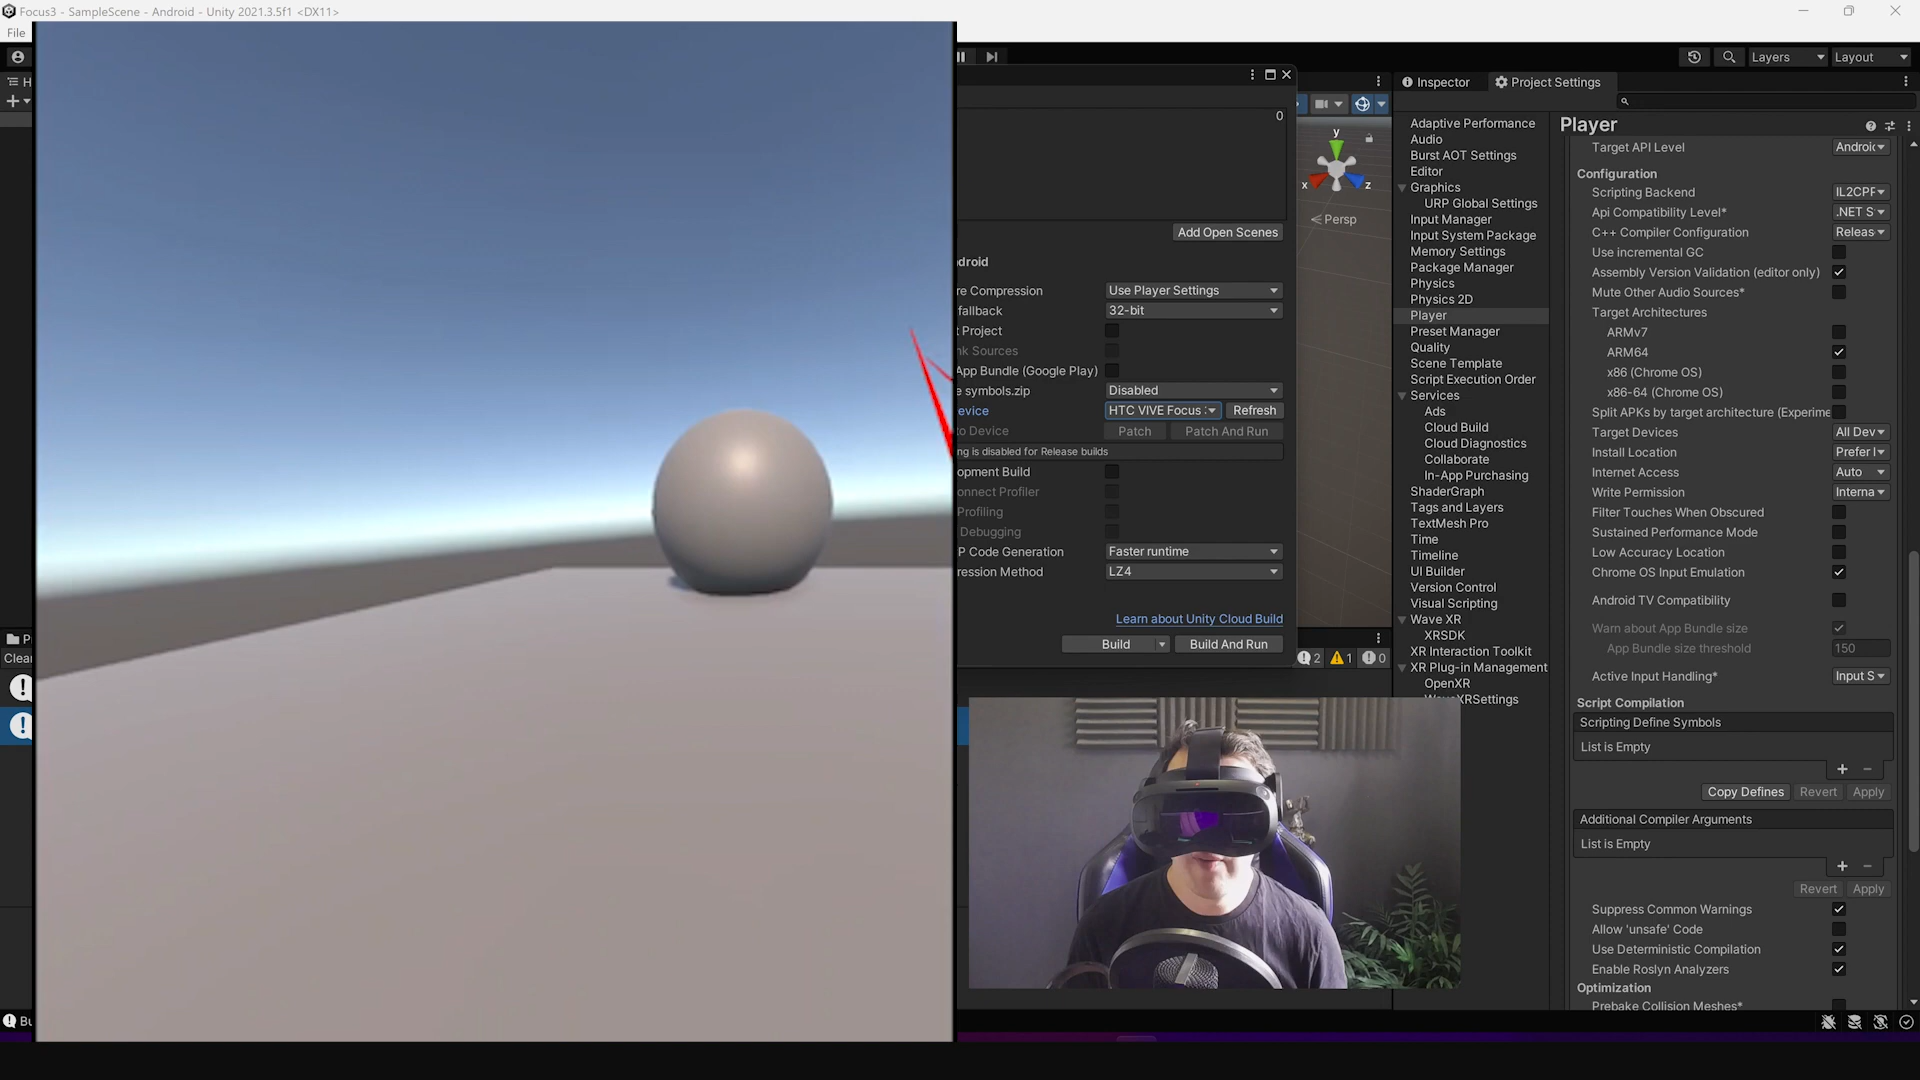 Focus3 - SampleScene - Android - Unity 2021.3.5f1 <DX11>
File
Layers
Layout
H
0
Add Open Scenes
ndroid
re Compression
Use Player Settings
fallback
32-bit
t Project
nk Sources
App Bundle (Google Play)
e symbols.zip
Disabled
evice
HTC VIVE Focus
Refresh
to Device
Patch
Patch And Run
ng is disabled for Release builds
opment Build
onnect Profiler
Profiling
Debugging
P Code Generation
Faster runtime
ression Method
LZ4
Learn about Unity Cloud Build
Build
Build And Run
y
x
z
Persp
P
Clear
2
1
0
Bu
Inspector
Project Settings
Adaptive Performance
Audio
Burst AOT Settings
Editor
Graphics
URP Global Settings
Input Manager
Input System Package
Memory Settings
Package Manager
Physics
Physics 2D
Player
Preset Manager
Quality
Scene Template
Script Execution Order
Services
Ads
Cloud Build
Cloud Diagnostics
Collaborate
In-App Purchasing
ShaderGraph
Tags and Layers
TextMesh Pro
Time
Timeline
UI Builder
Version Control
Visual Scripting
Wave XR
XRSDK
XR Interaction Toolkit
XR Plug-in Management
OpenXR
WaveXRSettings
Player
Target API Level
Androic
Configuration
Scripting Backend
IL2CPF
Api Compatibility Level*
.NET S
C++ Compiler Configuration
Releas
Use incremental GC
Assembly Version Validation (editor only)
Mute Other Audio Sources*
Target Architectures
ARMv7
ARM64
x86 (Chrome OS)
x86-64 (Chrome OS)
Split APKs by target architecture (Experime
Target Devices
All Dev
Install Location
Prefer I
Internet Access
Auto
Write Permission
Interna
Filter Touches When Obscured
Sustained Performance Mode
Low Accuracy Location
Chrome OS Input Emulation
Android TV Compatibility
Warn about App Bundle size
App Bundle size threshold
150
Active Input Handling*
Input S
Script Compilation
Scripting Define Symbols
List is Empty
Copy Defines
Revert
Apply
Additional Compiler Arguments
List is Empty
Revert
Apply
Suppress Common Warnings
Allow 'unsafe' Code
Use Deterministic Compilation
Enable Roslyn Analyzers
Optimization
Prebake Collision Meshes*